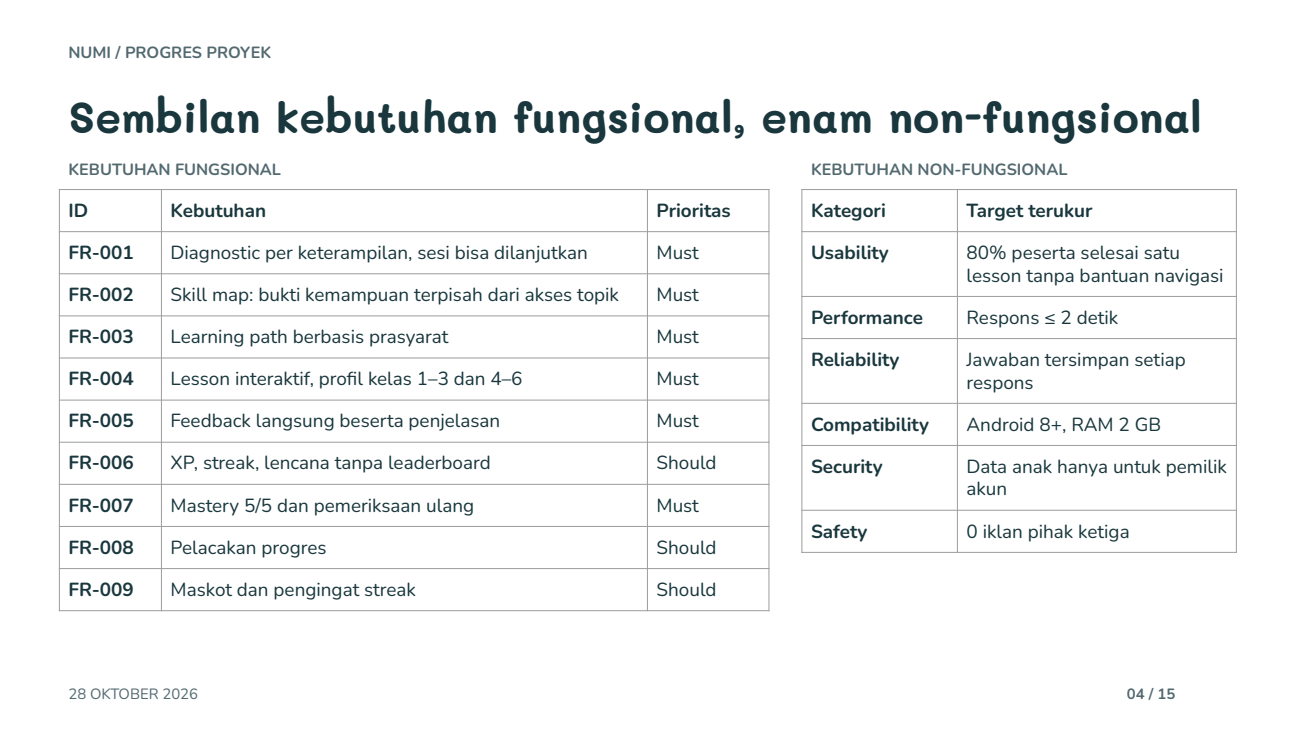 NUMI / PROGRES PROYEK
Sembilan kebutuhan fungsional, enam non-fungsional
KEBUTUHAN FUNGSIONAL
ID Kebutuhan Prioritas
FR-001 Diagnostic per keterampilan, sesi bisa dilanjutkan Must
FR-002 Skill map: bukti kemampuan terpisah dari akses topik Must
FR-003 Learning path berbasis prasyarat Must
FR-004 Lesson interaktif, profil kelas 1–3 dan 4–6 Must
FR-005 Feedback langsung beserta penjelasan Must
FR-006 XP, streak, lencana tanpa leaderboard Should
FR-007 Mastery 5/5 dan pemeriksaan ulang Must
FR-008 Pelacakan progres Should
FR-009 Maskot dan pengingat streak Should
KEBUTUHAN NON-FUNGSIONAL
Kategori Target terukur
Usability 80% peserta selesai satu
lesson tanpa bantuan navigasi
Performance Respons ≤ 2 detik
Reliability Jawaban tersimpan setiap
respons
Compatibility Android 8+, RAM 2 GB
Security Data anak hanya untuk pemilik
akun
Safety 0 iklan pihak ketiga
28 OKTOBER 2026
04 / 15